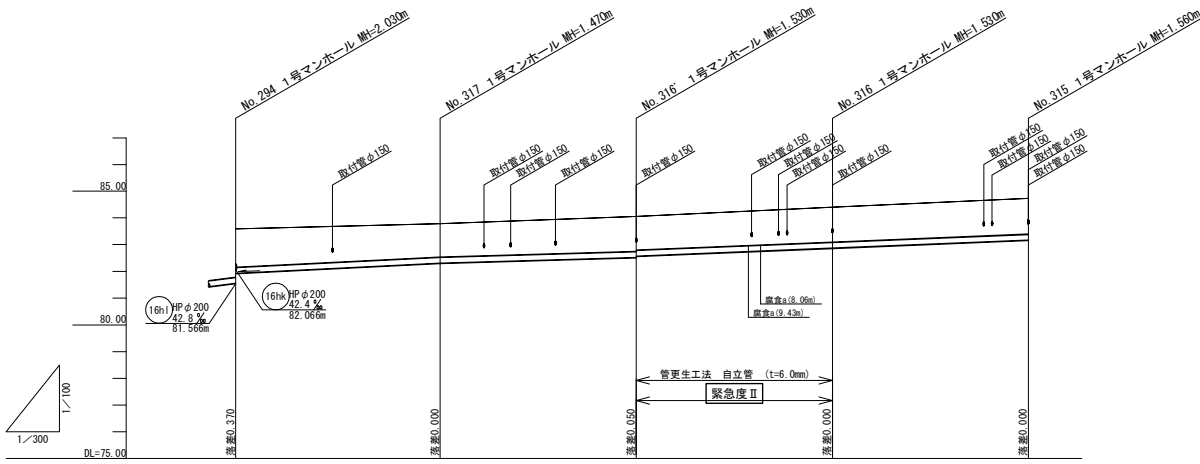 No.294　1号マンホール MH=2.030m
No.317　1号マンホール MH=1.470m
No.316'　1号マンホール MH=1.530m
No.316　1号マンホール MH=1.530m
No.315　1号マンホール MH=1.560m
取付管φ150
取付管φ150
取付管φ150
取付管φ150
取付管φ150
取付管φ150
取付管φ150
取付管φ150
取付管φ150
取付管φ150
取付管φ150
取付管φ150
取付管φ150
85.00
80.00
DL=75.00
16hl
HPφ200
42.8‰
81.566m
16hk
HPφ200
42.4‰
82.066m
腐食a(8.06m)
腐食a(9.43m)
管更生工法　自立管　(t=6.0mm)
緊急度Ⅱ
1/100
1/300
落差0.370
落差0.000
落差0.050
落差0.000
落差0.000